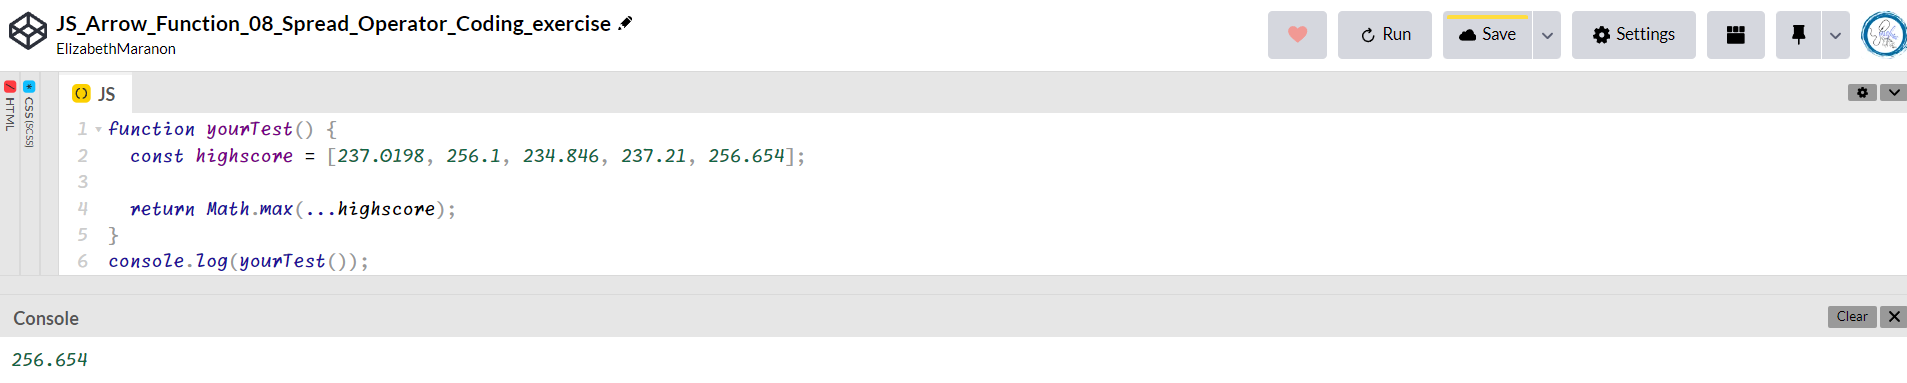 JS_Arrow_Function_08_Spread_Operator_Coding_exercise
ElizabethMaranon
Run
Save
Settings
HTML
CSS (SCSS)
JS
1 function yourTest() {
2 const highscore = [237.0198, 256.1, 234.846, 237.21, 256.654];
3
4 return Math.max(...highscore);
5 }
6 console.log(yourTest());
Console
Clear
256.654